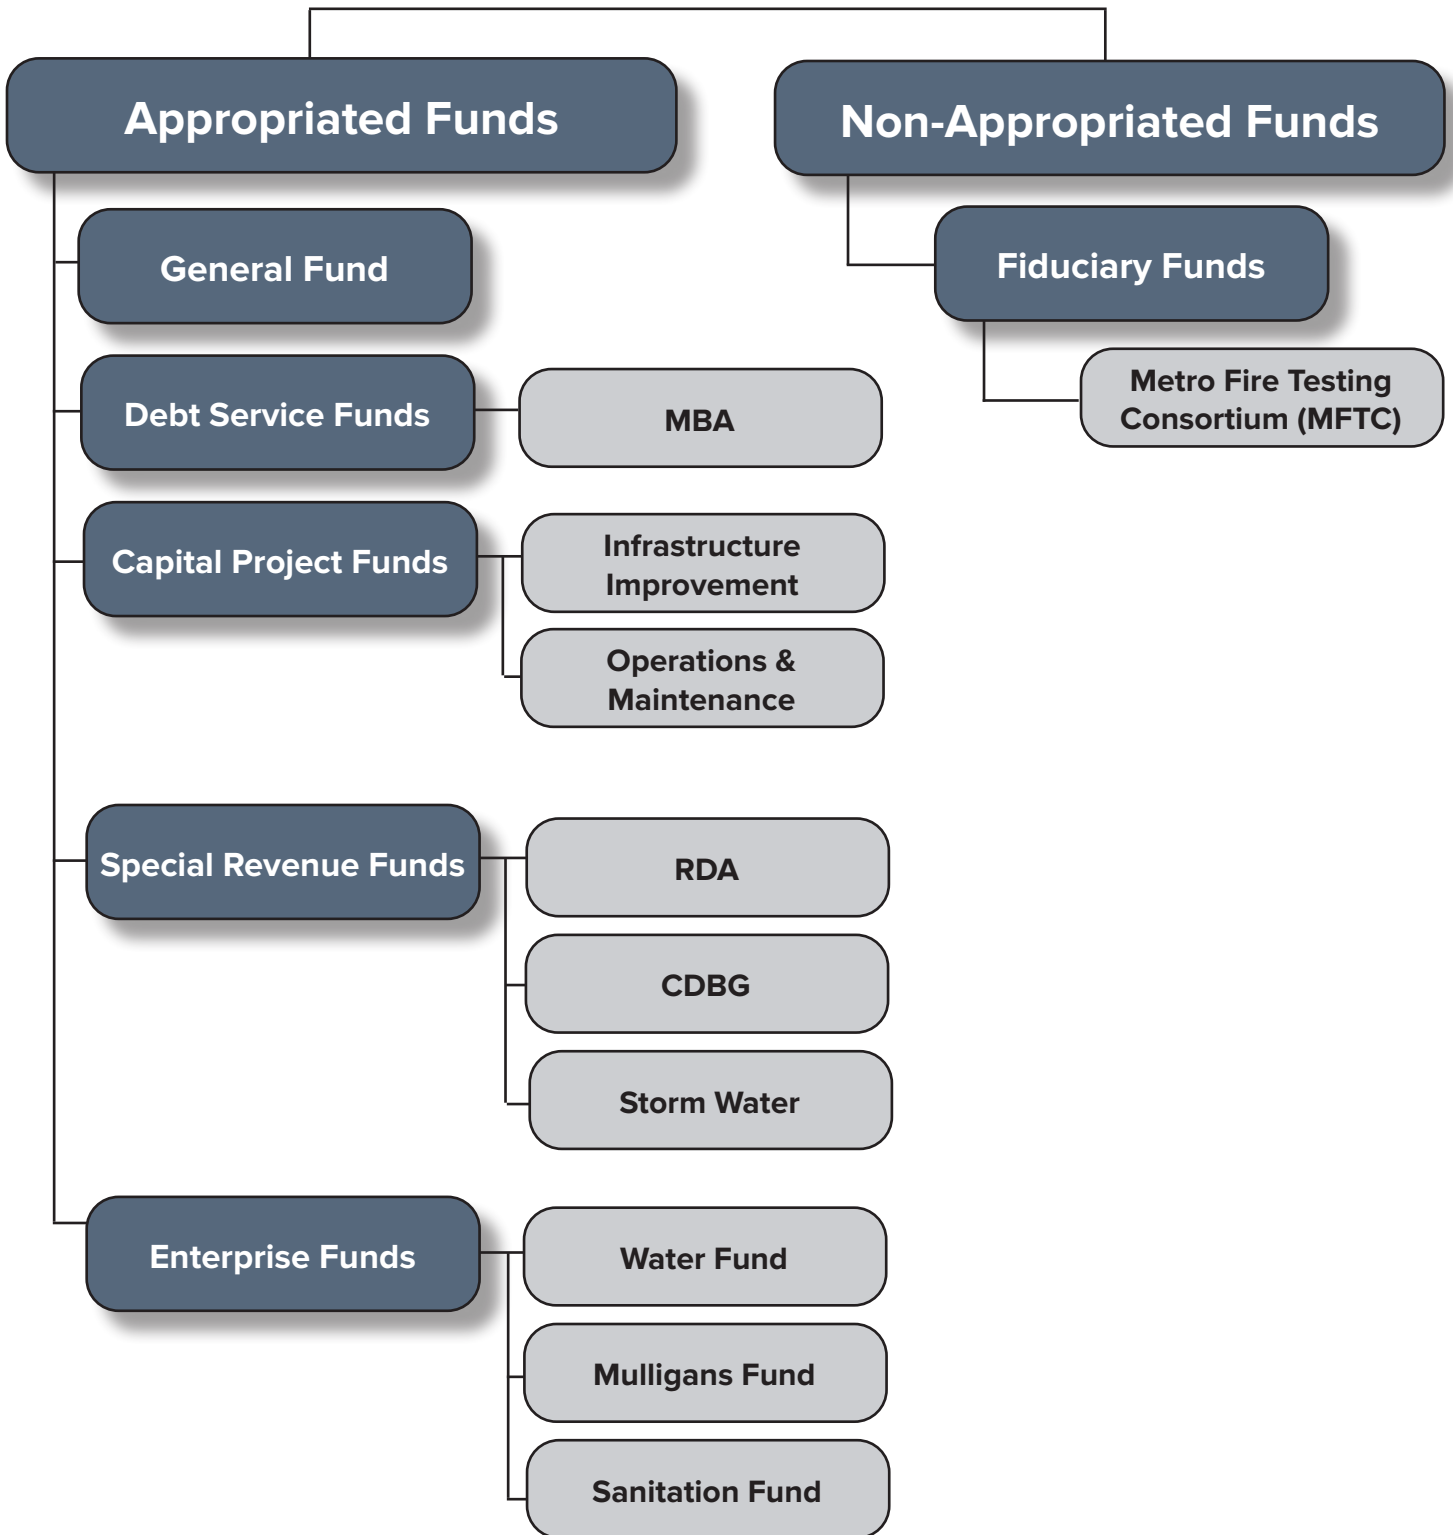 Appropriated Funds
Non-Appropriated Funds
General Fund
Fiduciary Funds
Metro Fire Testing
Consortium (MFTC)
Debt Service Funds
MBA
Capital Project Funds
Infrastructure
Improvement
Operations &
Maintenance
Special Revenue Funds
RDA
CDBG
Storm Water
Enterprise Funds
Water Fund
Mulligans Fund
Sanitation Fund